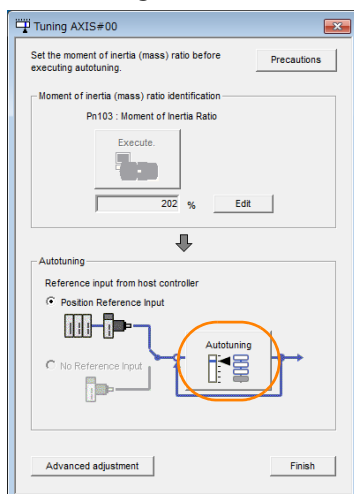 Tuning AXIS#00
Set the moment of inertia (mass) ratio before
executing autotuning.
Precautions
Moment of inertia (mass) ratio identification
Pn103 : Moment of Inertia Ratio
Execute.
202 %
Edit
Autotuning
Reference input from host controller
Position Reference Input
Autotuning
No Reference Input
Advanced adjustment
Finish